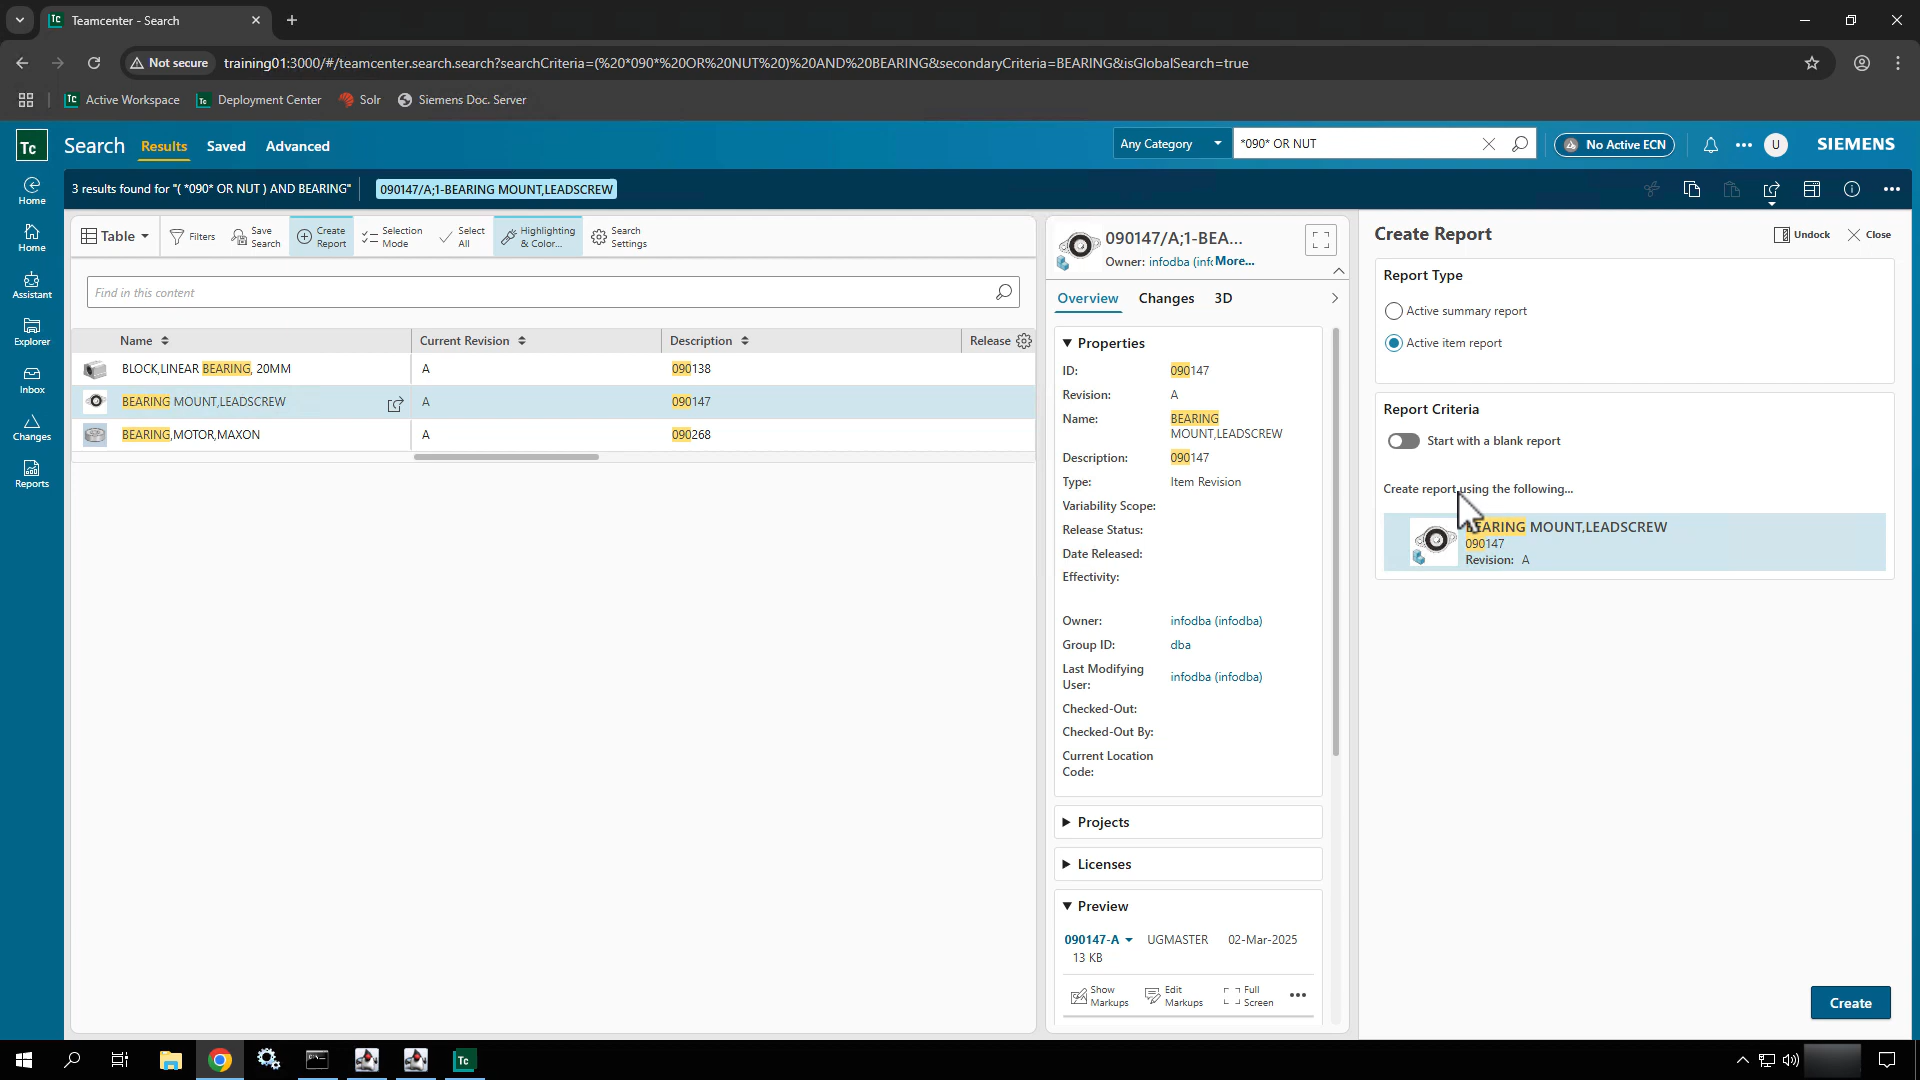 Teamcenter - Search
Not secure
training01:3000/#/teamcenter.search.search?searchCriteria=(%20*090*%20OR%20NUT%20)%20AND%20BEARING&secondaryCriteria=BEARING&isGlobalSearch=true
Active Workspace
Deployment Center
Solr
Siemens Doc. Server
Tc
Search
Results
Saved
Advanced
Any Category
*090* OR NUT
No Active ECN
U
SIEMENS
Home
Home
Assistant
Explorer
Inbox
Changes
Reports
3 results found for "( *090* OR NUT ) AND BEARING"
090147/A;1-BEARING MOUNT,LEADSCREW
Table
Filters
Save Search
Create Report
Selection Mode
Select All
Highlighting & Color...
Search Settings
Find in this content
Name
Current Revision
Description
Release
BLOCK,LINEAR BEARING, 20MM
A
090138
BEARING MOUNT,LEADSCREW
A
090147
BEARING,MOTOR,MAXON
A
090268
090147/A;1-BEA...
Owner: infodba (infc More...
Overview
Changes
3D
Properties
ID: 090147
Revision: A
Name: BEARING MOUNT,LEADSCREW
Description: 090147
Type: Item Revision
Variability Scope:
Release Status:
Date Released:
Effectivity:
Owner: infodba (infodba)
Group ID: dba
Last Modifying User: infodba (infodba)
Checked-Out:
Checked-Out By:
Current Location Code:
Projects
Licenses
Preview
090147-A
UGMASTER
02-Mar-2025
13 KB
Show Markups
Edit Markups
Full Screen
Create Report
Undock
Close
Report Type
Active summary report
Active item report
Report Criteria
Start with a blank report
Create report using the following...
BEARING MOUNT,LEADSCREW
090147
Revision: A
Create
Tc